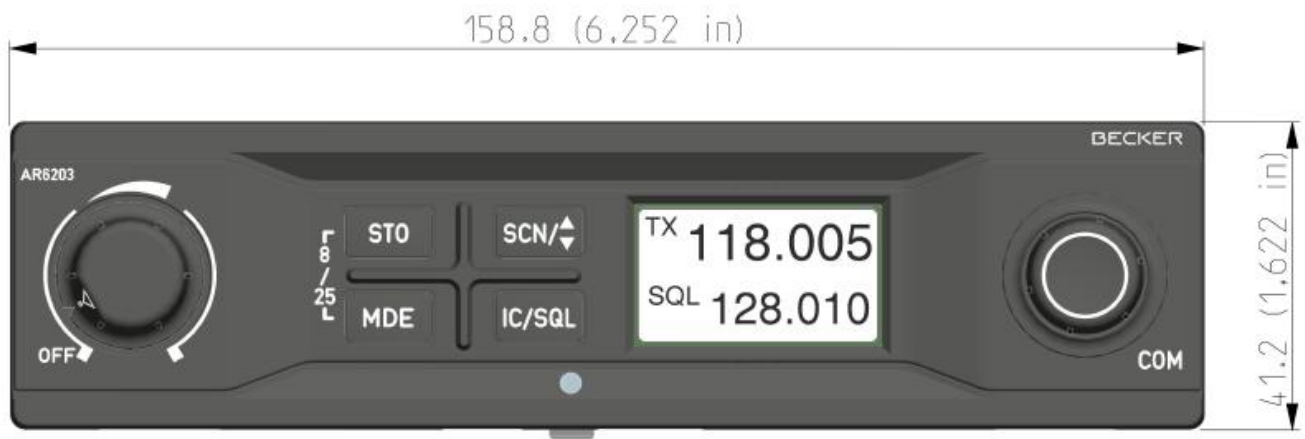 158.8 (6.252 in)
BECKER
AR6203
STO
SCN/
TX 118.005
8/25
41.2 (1.622 in)
MDE
IC/SQL
SQL 128.010
OFF
COM